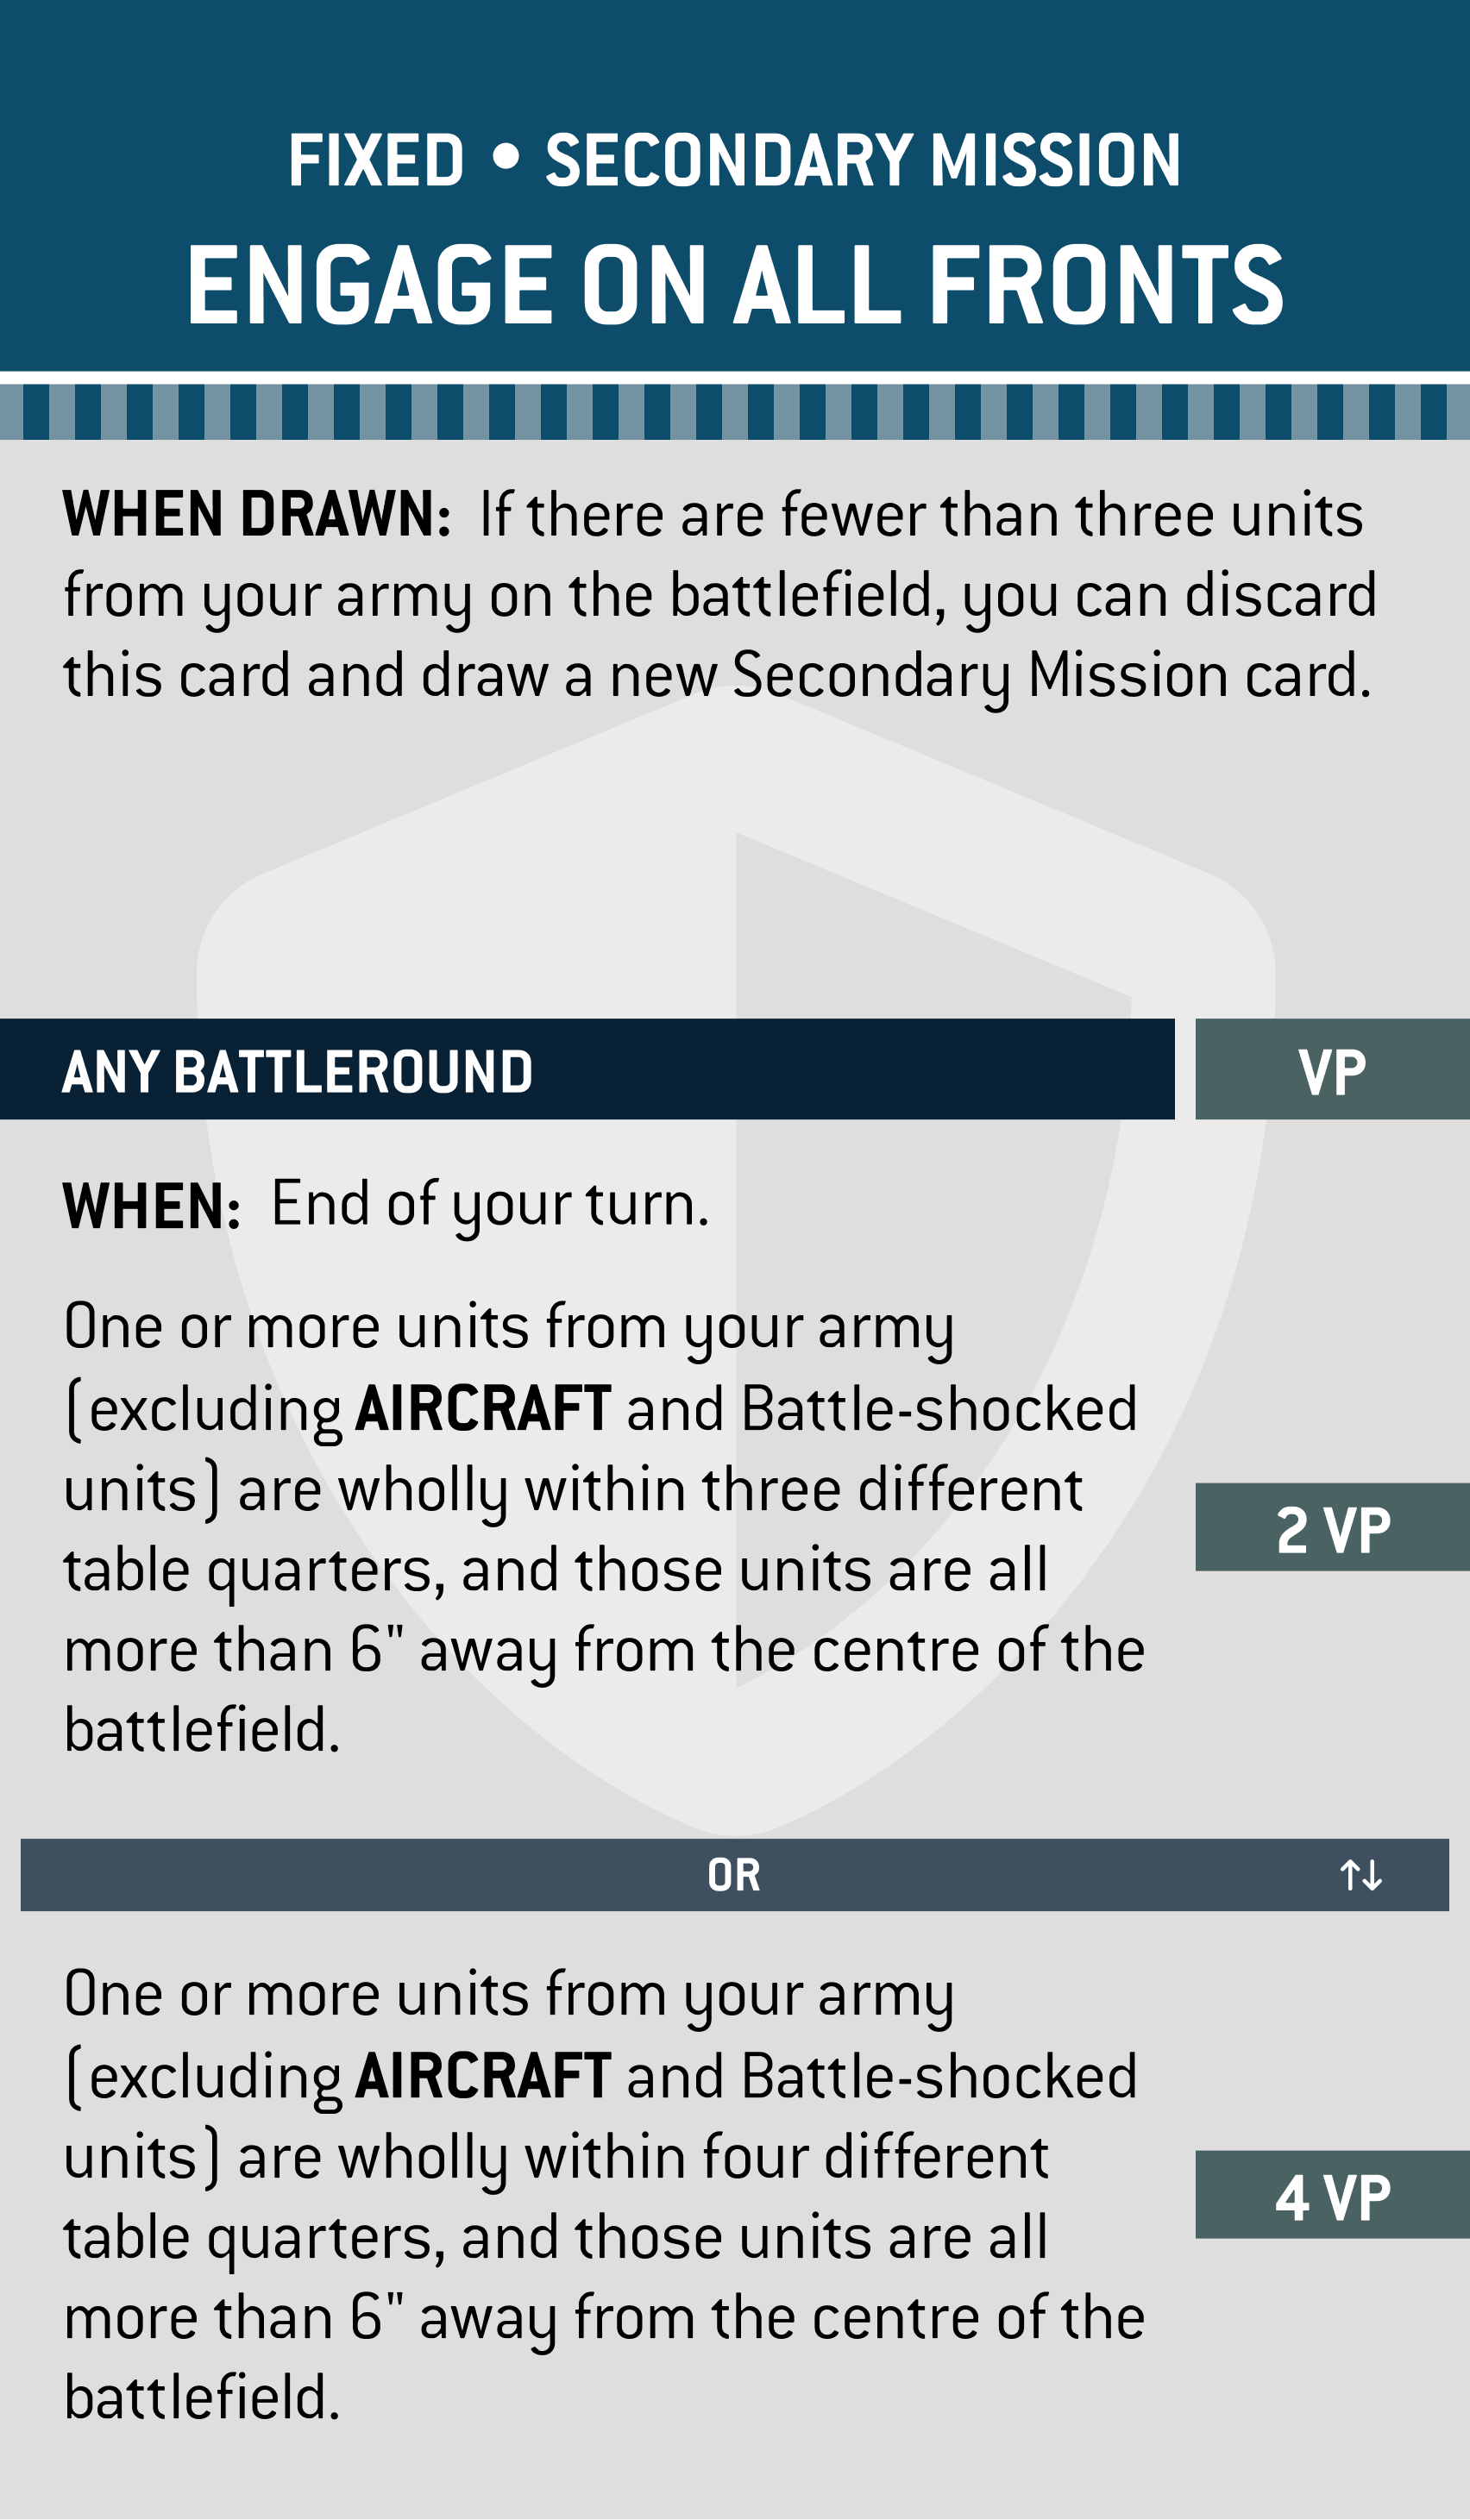 FIXED • SECONDARY MISSION
ENGAGE ON ALL FRONTS
WHEN DRAWN: If there are fewer than three units
from your army on the battlefield, you can discard
this card and draw a new Secondary Mission card.
ANY BATTLEROUND
VP
WHEN: End of your turn.
One or more units from your army
(excluding AIRCRAFT and Battle-shocked
units) are wholly within three different
table quarters, and those units are all
more than 6" away from the centre of the
battlefield.
2 VP
OR ↑↓
One or more units from your army
(excluding AIRCRAFT and Battle-shocked
units) are wholly within four different
table quarters, and those units are all
more than 6" away from the centre of the
battlefield.
4 VP